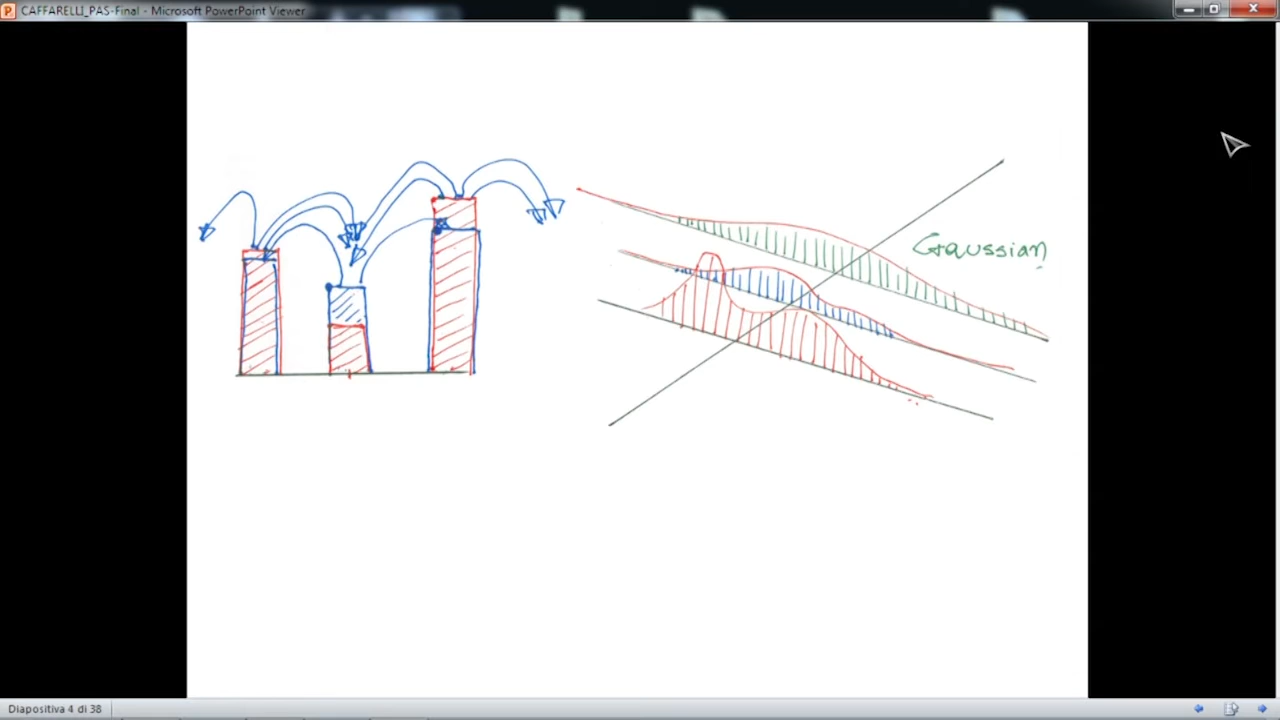 CAFFARELLI_PAS-Final - Microsoft PowerPoint Viewer
Gaussian
Diapositiva 4 di 38